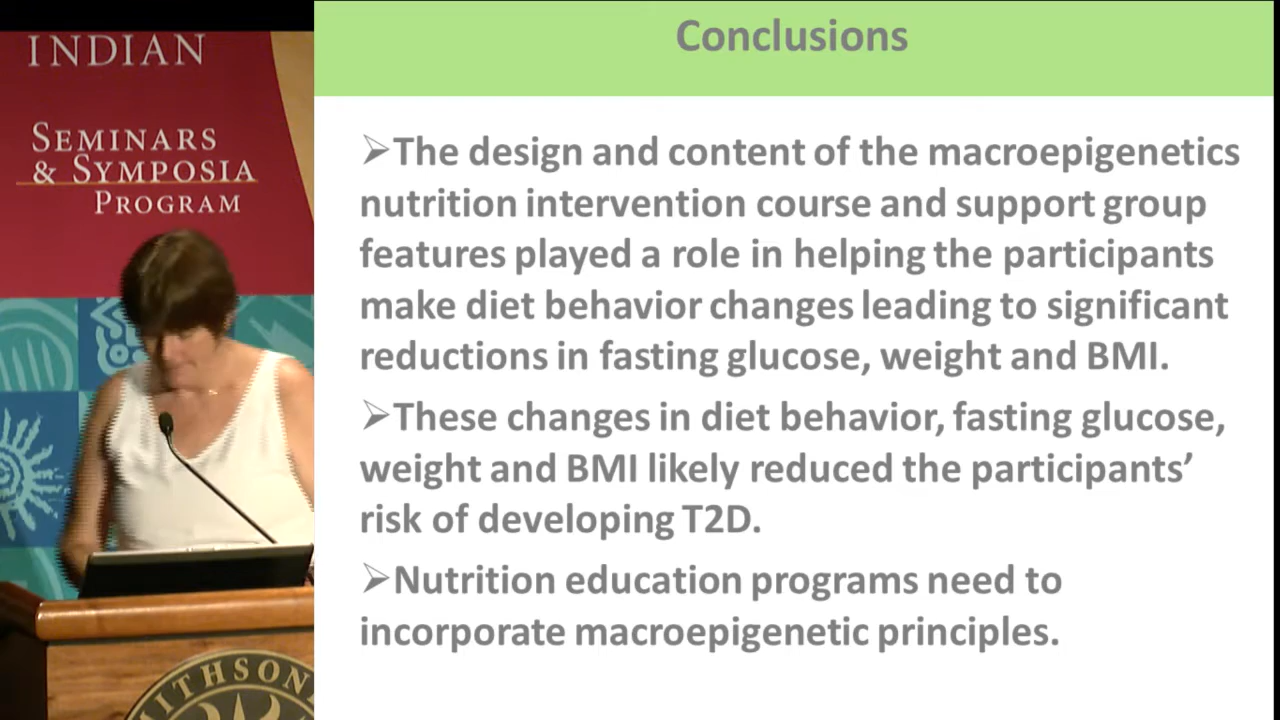 INDIAN
SEMINARS
& SYMPOSIA
PROGRAM
Conclusions
➢The design and content of the macroepigenetics
nutrition intervention course and support group
features played a role in helping the participants
make diet behavior changes leading to significant
reductions in fasting glucose, weight and BMI.
➢These changes in diet behavior, fasting glucose,
weight and BMI likely reduced the participants’
risk of developing T2D.
➢Nutrition education programs need to
incorporate macroepigenetic principles.
ITHSON